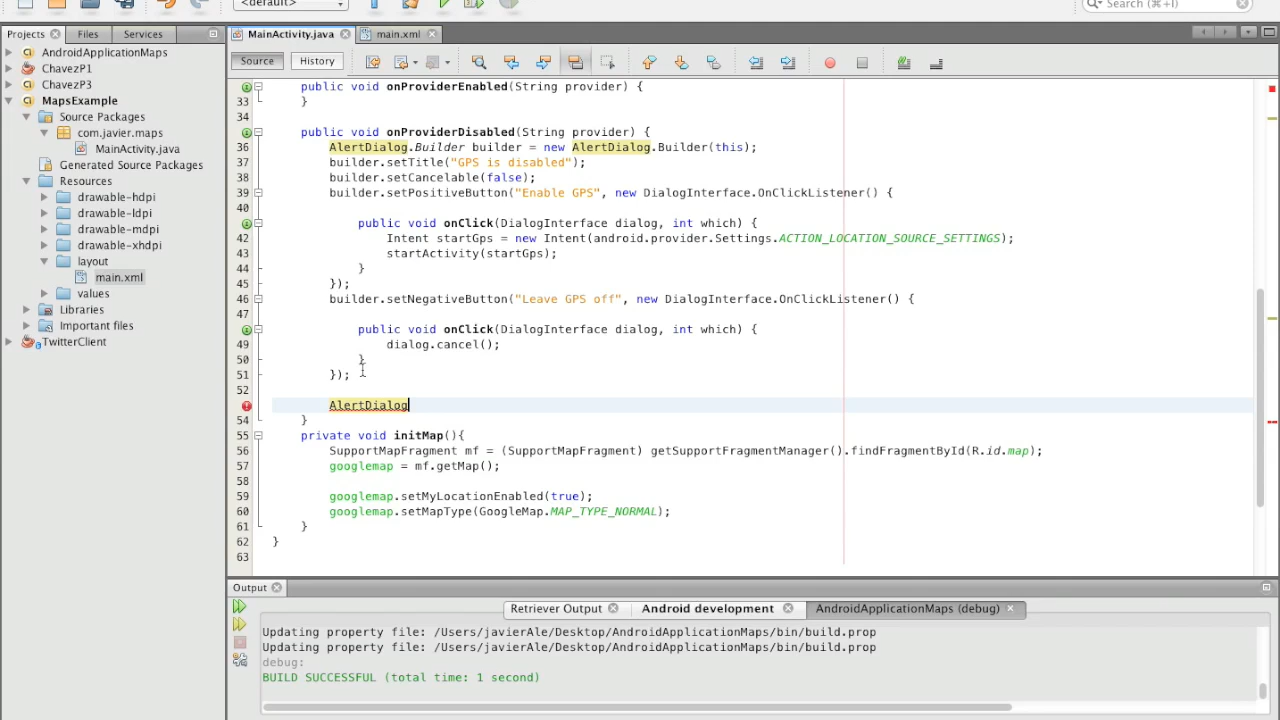 <default>
Search (⌘+I)
Projects Files Services
MainActivity.java main.xml
Source History
AndroidApplicationMaps
ChavezP1
ChavezP3
MapsExample
Source Packages
com.javier.maps
MainActivity.java
Generated Source Packages
Resources
drawable-hdpi
drawable-ldpi
drawable-mdpi
drawable-xhdpi
layout
main.xml
values
Libraries
Important files
TwitterClient
public void onProviderEnabled(String provider) {
33 }
34
public void onProviderDisabled(String provider) {
36 AlertDialog.Builder builder = new AlertDialog.Builder(this);
37 builder.setTitle("GPS is disabled");
38 builder.setCancelable(false);
39 builder.setPositiveButton("Enable GPS", new DialogInterface.OnClickListener() {
40
public void onClick(DialogInterface dialog, int which) {
42 Intent startGps = new Intent(android.provider.Settings.ACTION_LOCATION_SOURCE_SETTINGS);
43 startActivity(startGps);
44 }
45 });
46 builder.setNegativeButton("Leave GPS off", new DialogInterface.OnClickListener() {
47
public void onClick(DialogInterface dialog, int which) {
49 dialog.cancel();
50 }
51 });
52
AlertDialog
54 }
55 private void initMap(){
56 SupportMapFragment mf = (SupportMapFragment) getSupportFragmentManager().findFragmentById(R.id.map);
57 googlemap = mf.getMap();
58
59 googlemap.setMyLocationEnabled(true);
60 googlemap.setMapType(GoogleMap.MAP_TYPE_NORMAL);
61 }
62 }
63
Output
Retriever Output Android development AndroidApplicationMaps (debug)
Updating property file: /Users/javierAle/Desktop/AndroidApplicationMaps/bin/build.prop
Updating property file: /Users/javierAle/Desktop/AndroidApplicationMaps/bin/build.prop
debug:
BUILD SUCCESSFUL (total time: 1 second)